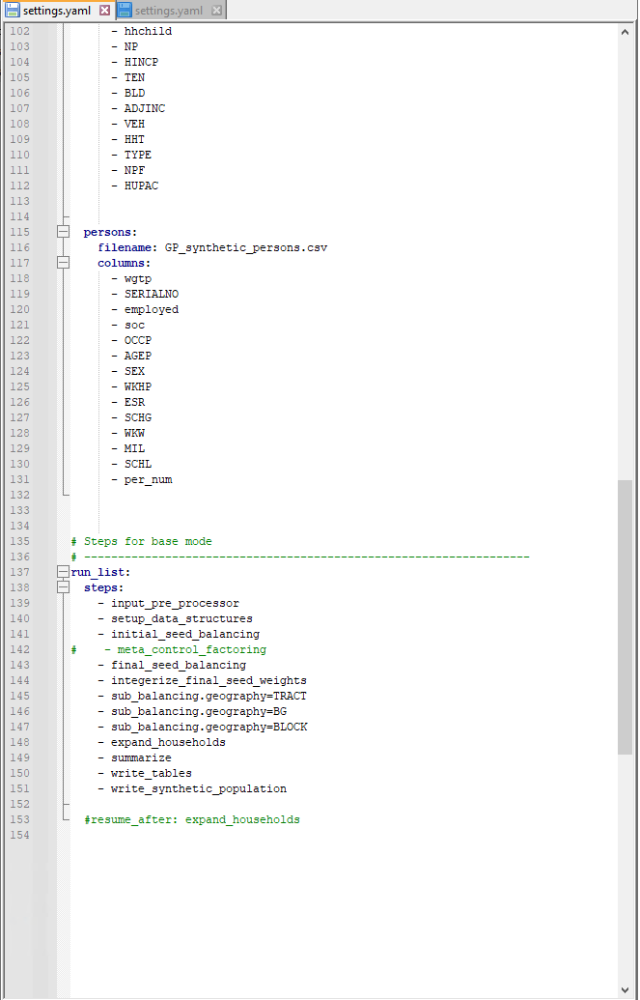 settings.yaml settings.yaml
102 - hhchild
103 - NP
104 - HINCP
105 - TEN
106 - BLD
107 - ADJINC
108 - VEH
109 - HHT
110 - TYPE
111 - NPF
112 - HUPAC
113
114
115 persons:
116 filename: GP_synthetic_persons.csv
117 columns:
118 - wgtp
119 - SERIALNO
120 - employed
121 - soc
122 - OCCP
123 - AGEP
124 - SEX
125 - WKHP
126 - ESR
127 - SCHG
128 - WKW
129 - MIL
130 - SCHL
131 - per_num
132
133
134
135 # Steps for base mode
136 # ------------------------------------------------------------------
137 run_list:
138 steps:
139 - input_pre_processor
140 - setup_data_structures
141 - initial_seed_balancing
142 # - meta_control_factoring
143 - final_seed_balancing
144 - integerize_final_seed_weights
145 - sub_balancing.geography=TRACT
146 - sub_balancing.geography=BG
147 - sub_balancing.geography=BLOCK
148 - expand_households
149 - summarize
150 - write_tables
151 - write_synthetic_population
152
153 #resume_after: expand_households
154